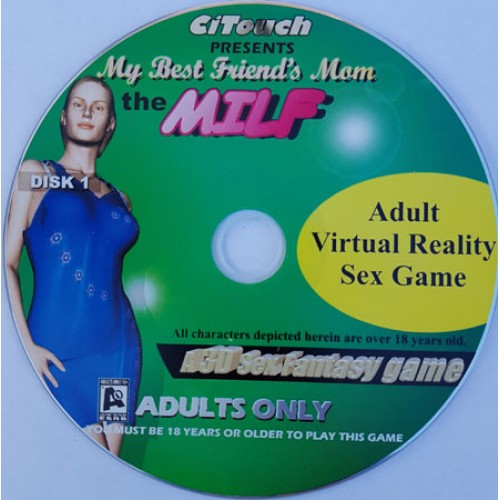 CiTouch
PRESENTS
My Best Friend's Mom
the MILF
DISK 1
Adult
Virtual Reality
Sex Game
All characters depicted herein are over 18 years old.
A 3D Sex Fantasy game
ADULTS ONLY
YOU MUST BE 18 YEARS OR OLDER TO PLAY THIS GAME